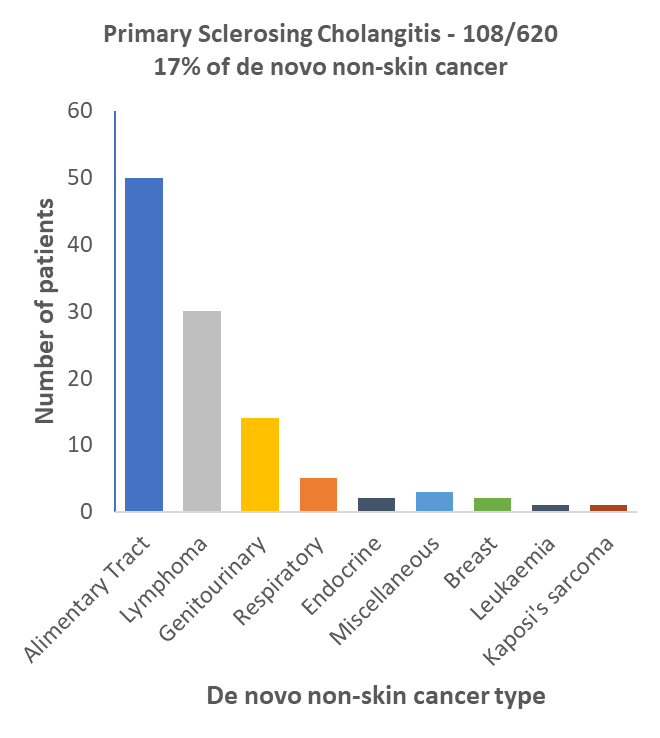 Primary Sclerosing Cholangitis - 108/620
17% of de novo non-skin cancer
60
50
40
30
20
10
0
Number of patients
Alimentary Tract
Lymphoma
Genitourinary
Respiratory
Endocrine
Miscellaneous
Breast
Leukaemia
Kaposi's sarcoma
De novo non-skin cancer type